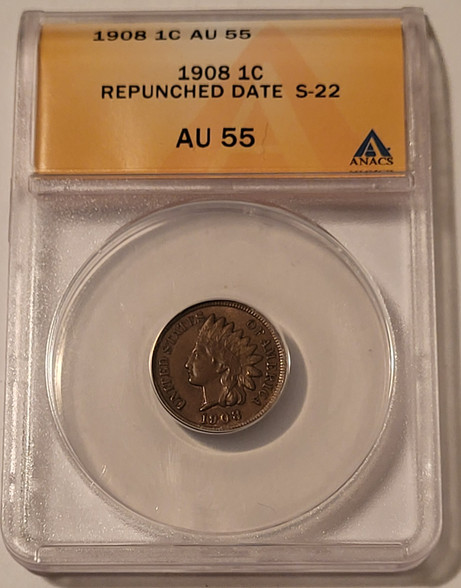 1908 1C AU 55
1908 1C
REPUNCHED DATE S-22
AU 55
ANACS
UNITED STATES OF AMERICA
1908